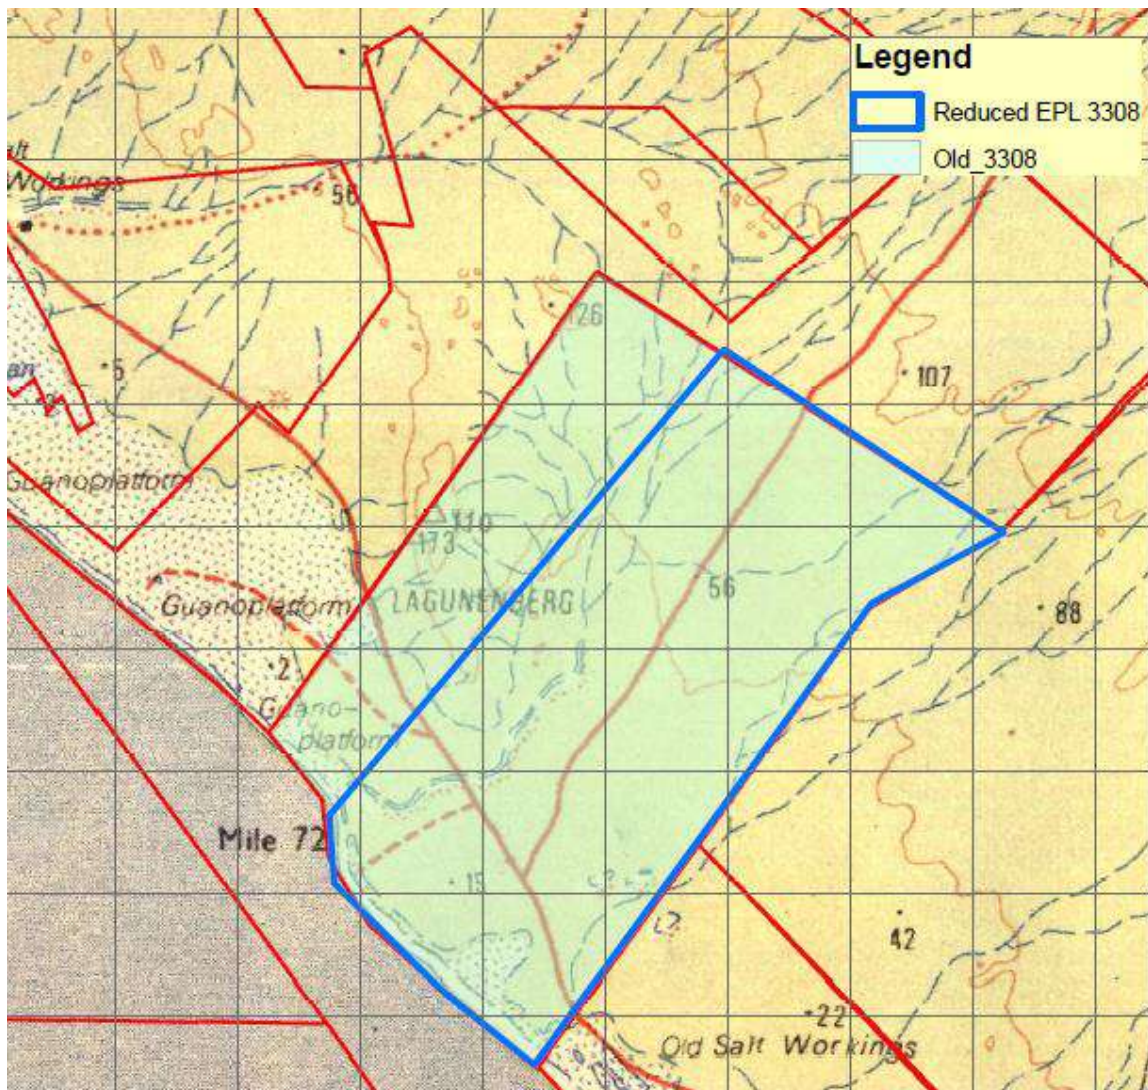 Legend
Reduced EPL 3308
Old_3308
Workings
56
126
5
107
Guanoplatform
110
173
LAGUNENBERG
56
Guanoplatform
88
2
Guano-
platform
Mile 72
15
42
22
Old Salt Workings